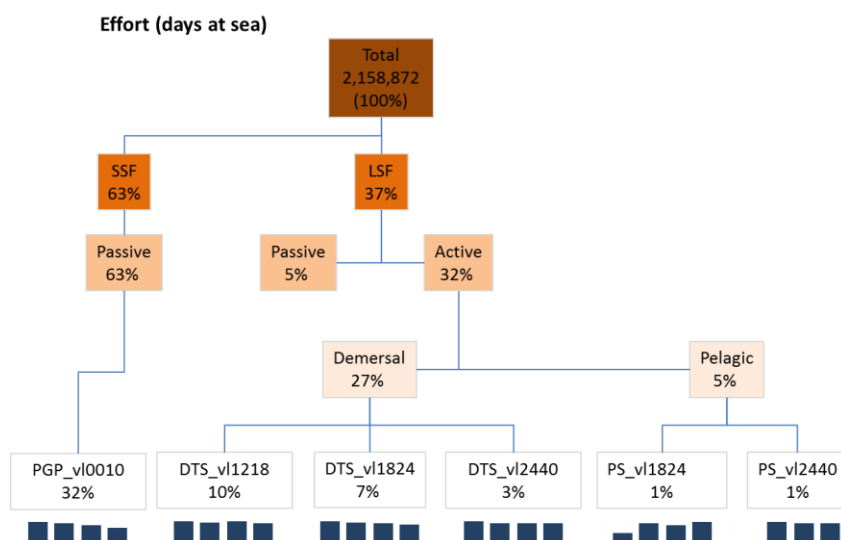 Effort (days at sea)
Total
2,158,872
(100%)
SSF
63%
LSF
37%
Passive
63%
Passive
5%
Active
32%
Demersal
27%
Pelagic
5%
PGP_vl0010
32%
DTS_vl1218
10%
DTS_vl1824
7%
DTS_vl2440
3%
PS_vl1824
1%
PS_vl2440
1%